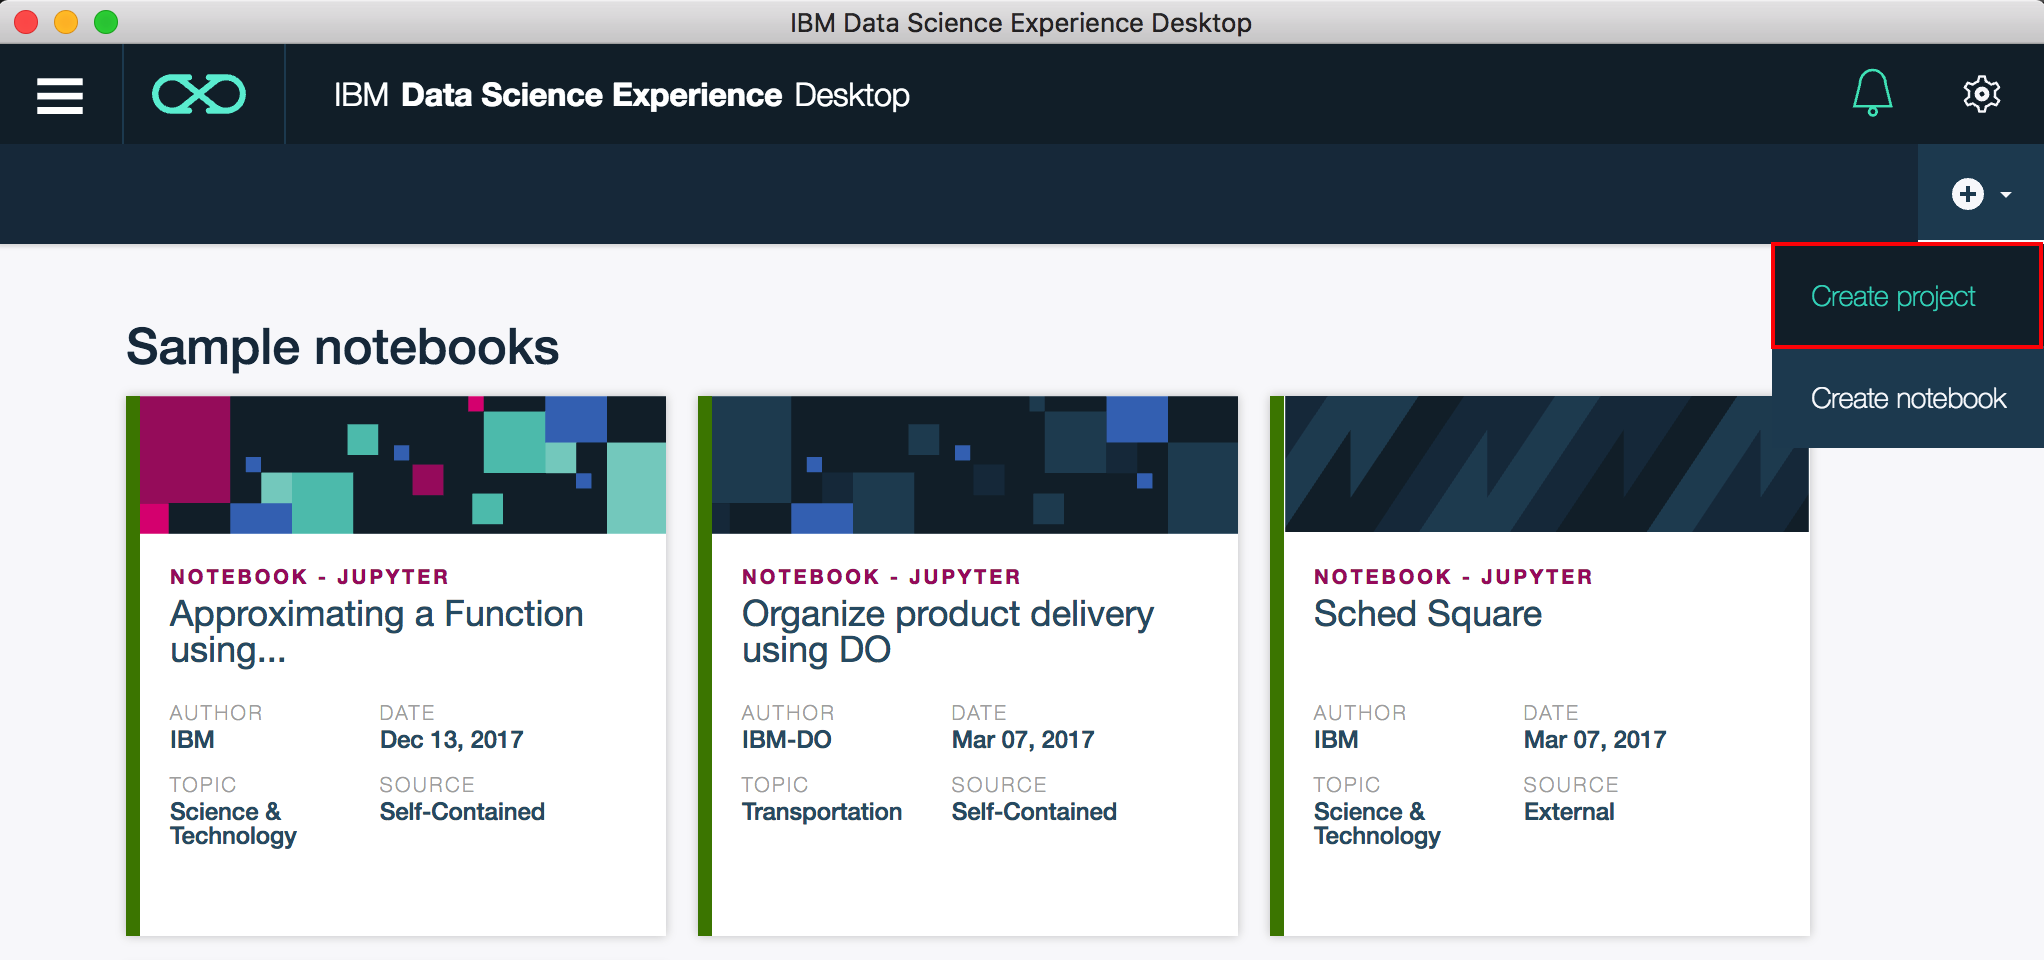 IBM Data Science Experience Desktop
IBM Data Science Experience Desktop
Create project
Create notebook
Sample notebooks
NOTEBOOK - JUPYTER
Approximating a Function
using...
AUTHOR DATE
IBM Dec 13, 2017
TOPIC SOURCE
Science & Self-Contained
Technology
NOTEBOOK - JUPYTER
Organize product delivery
using DO
AUTHOR DATE
IBM-DO Mar 07, 2017
TOPIC SOURCE
Transportation Self-Contained
NOTEBOOK - JUPYTER
Sched Square
AUTHOR DATE
IBM Mar 07, 2017
TOPIC SOURCE
Science & External
Technology